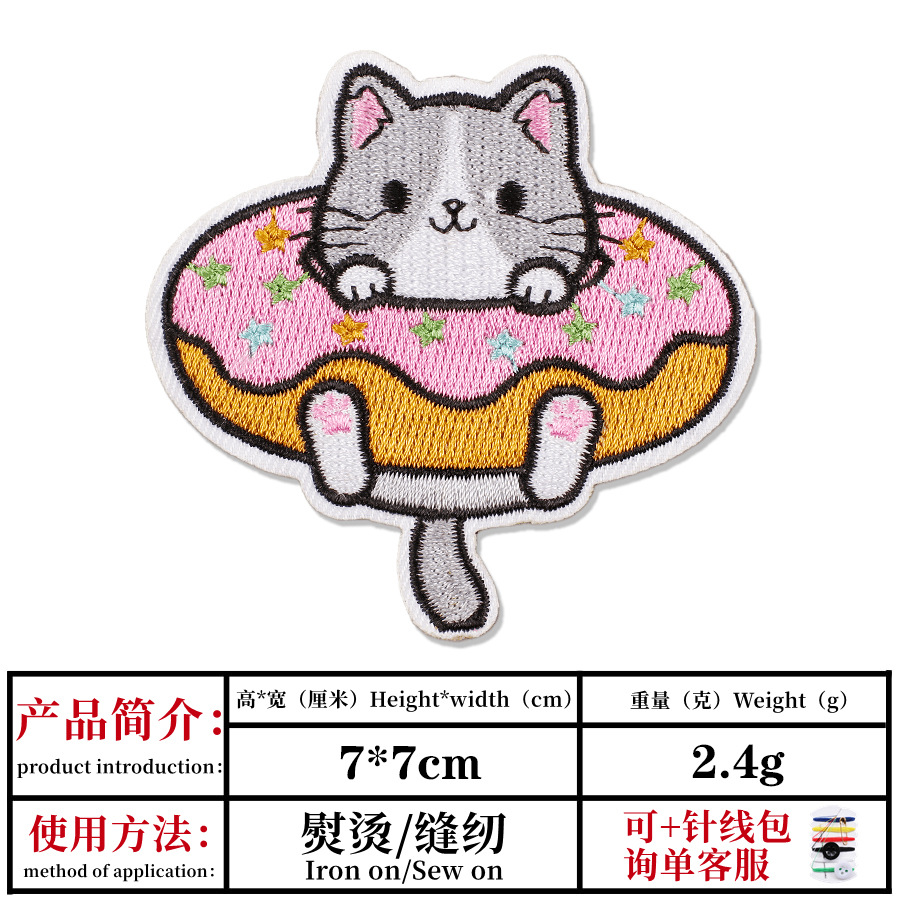 产品简介：
product introduction：
高*宽（厘米）Height*width（cm）
重量（克）Weight（g）
7*7cm
2.4g
使用方法：
method of application：
熨烫/缝纫
Iron on/Sew on
可+针线包
询单客服